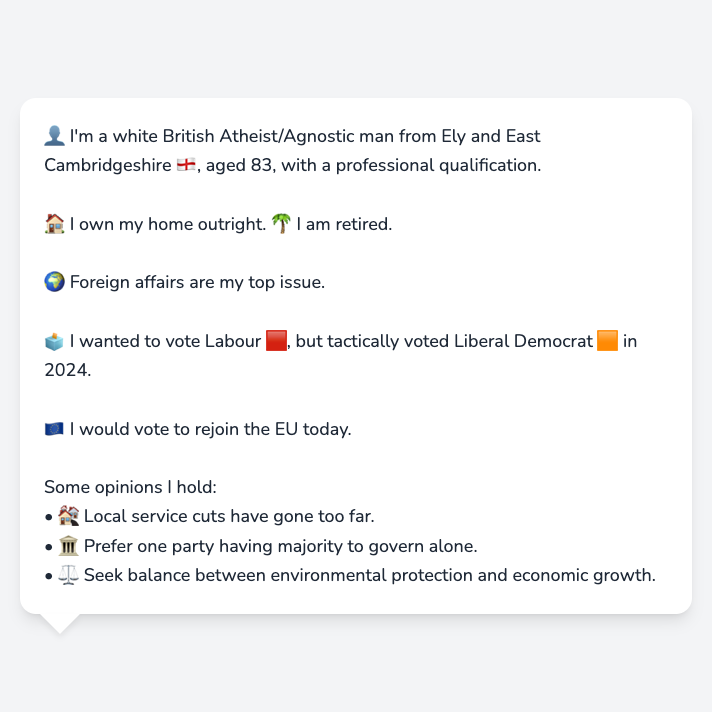 👤 I'm a white British Atheist/Agnostic man from Ely and East
Cambridgeshire 🏴󠁧󠁢󠁥󠁮󠁧󠁿, aged 83, with a professional qualification.
🏠 I own my home outright. 🌴 I am retired.
🌍 Foreign affairs are my top issue.
🗳️ I wanted to vote Labour 🟥, but tactically voted Liberal Democrat 🟧 in
2024.
🇪🇺 I would vote to rejoin the EU today.
Some opinions I hold:
• 🏘️ Local service cuts have gone too far.
• 🏛️ Prefer one party having majority to govern alone.
• ⚖️ Seek balance between environmental protection and economic growth.